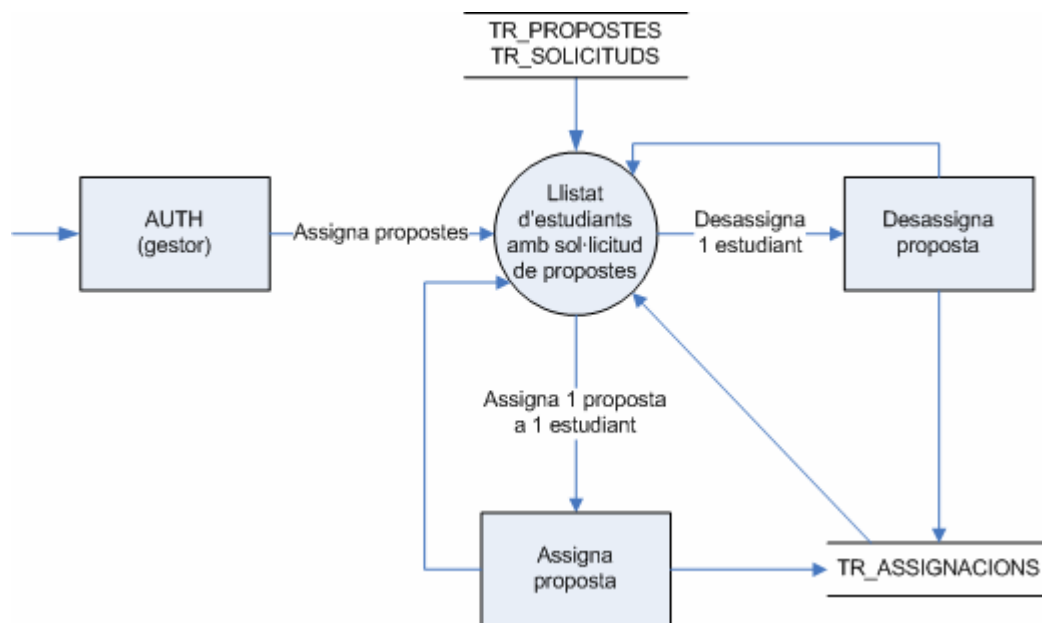 TR_PROPOSTES
TR_SOLICITUDS
AUTH
(gestor)
Assigna propostes
Llistat
d'estudiants
amb sol·licitud
de propostes
Desassigna
1 estudiant
Desassigna
proposta
Assigna 1 proposta
a 1 estudiant
Assigna
proposta
TR_ASSIGNACIONS